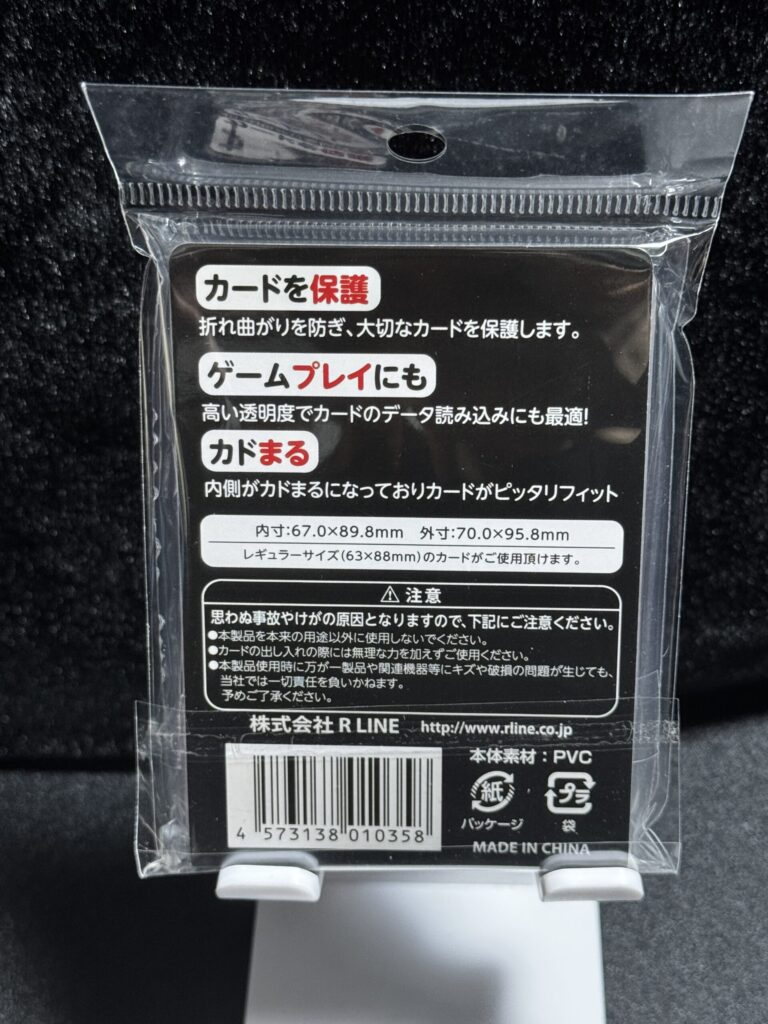 カードを保護
折れ曲がりを防ぎ、大切なカードを保護します。
ゲームプレイにも
高い透明度でカードのデータ読み込みにも最適!
カドまる
内側がカドまるになっておりカードがピッタリフィット
内寸:67.0×89.8mm 外寸:70.0×95.8mm
レギュラーサイズ(63×88mm)のカードがご使用頂けます。
注意
思わぬ事故やけがの原因となりますので、下記にご注意ください。
●本製品を本来の用途以外に使用しないでください。
●カードの出し入れの際には無理な力を加えずご使用ください。
●本製品使用時に万が一製品や関連機器等にキズや破損の問題が生じても、
当社では一切責任を負いかねます。
予めご了承ください。
株式会社 R LINE http://www.rline.co.jp
本体素材:PVC
紙 プラ
パッケージ 袋
4 573138 010358
MADE IN CHINA